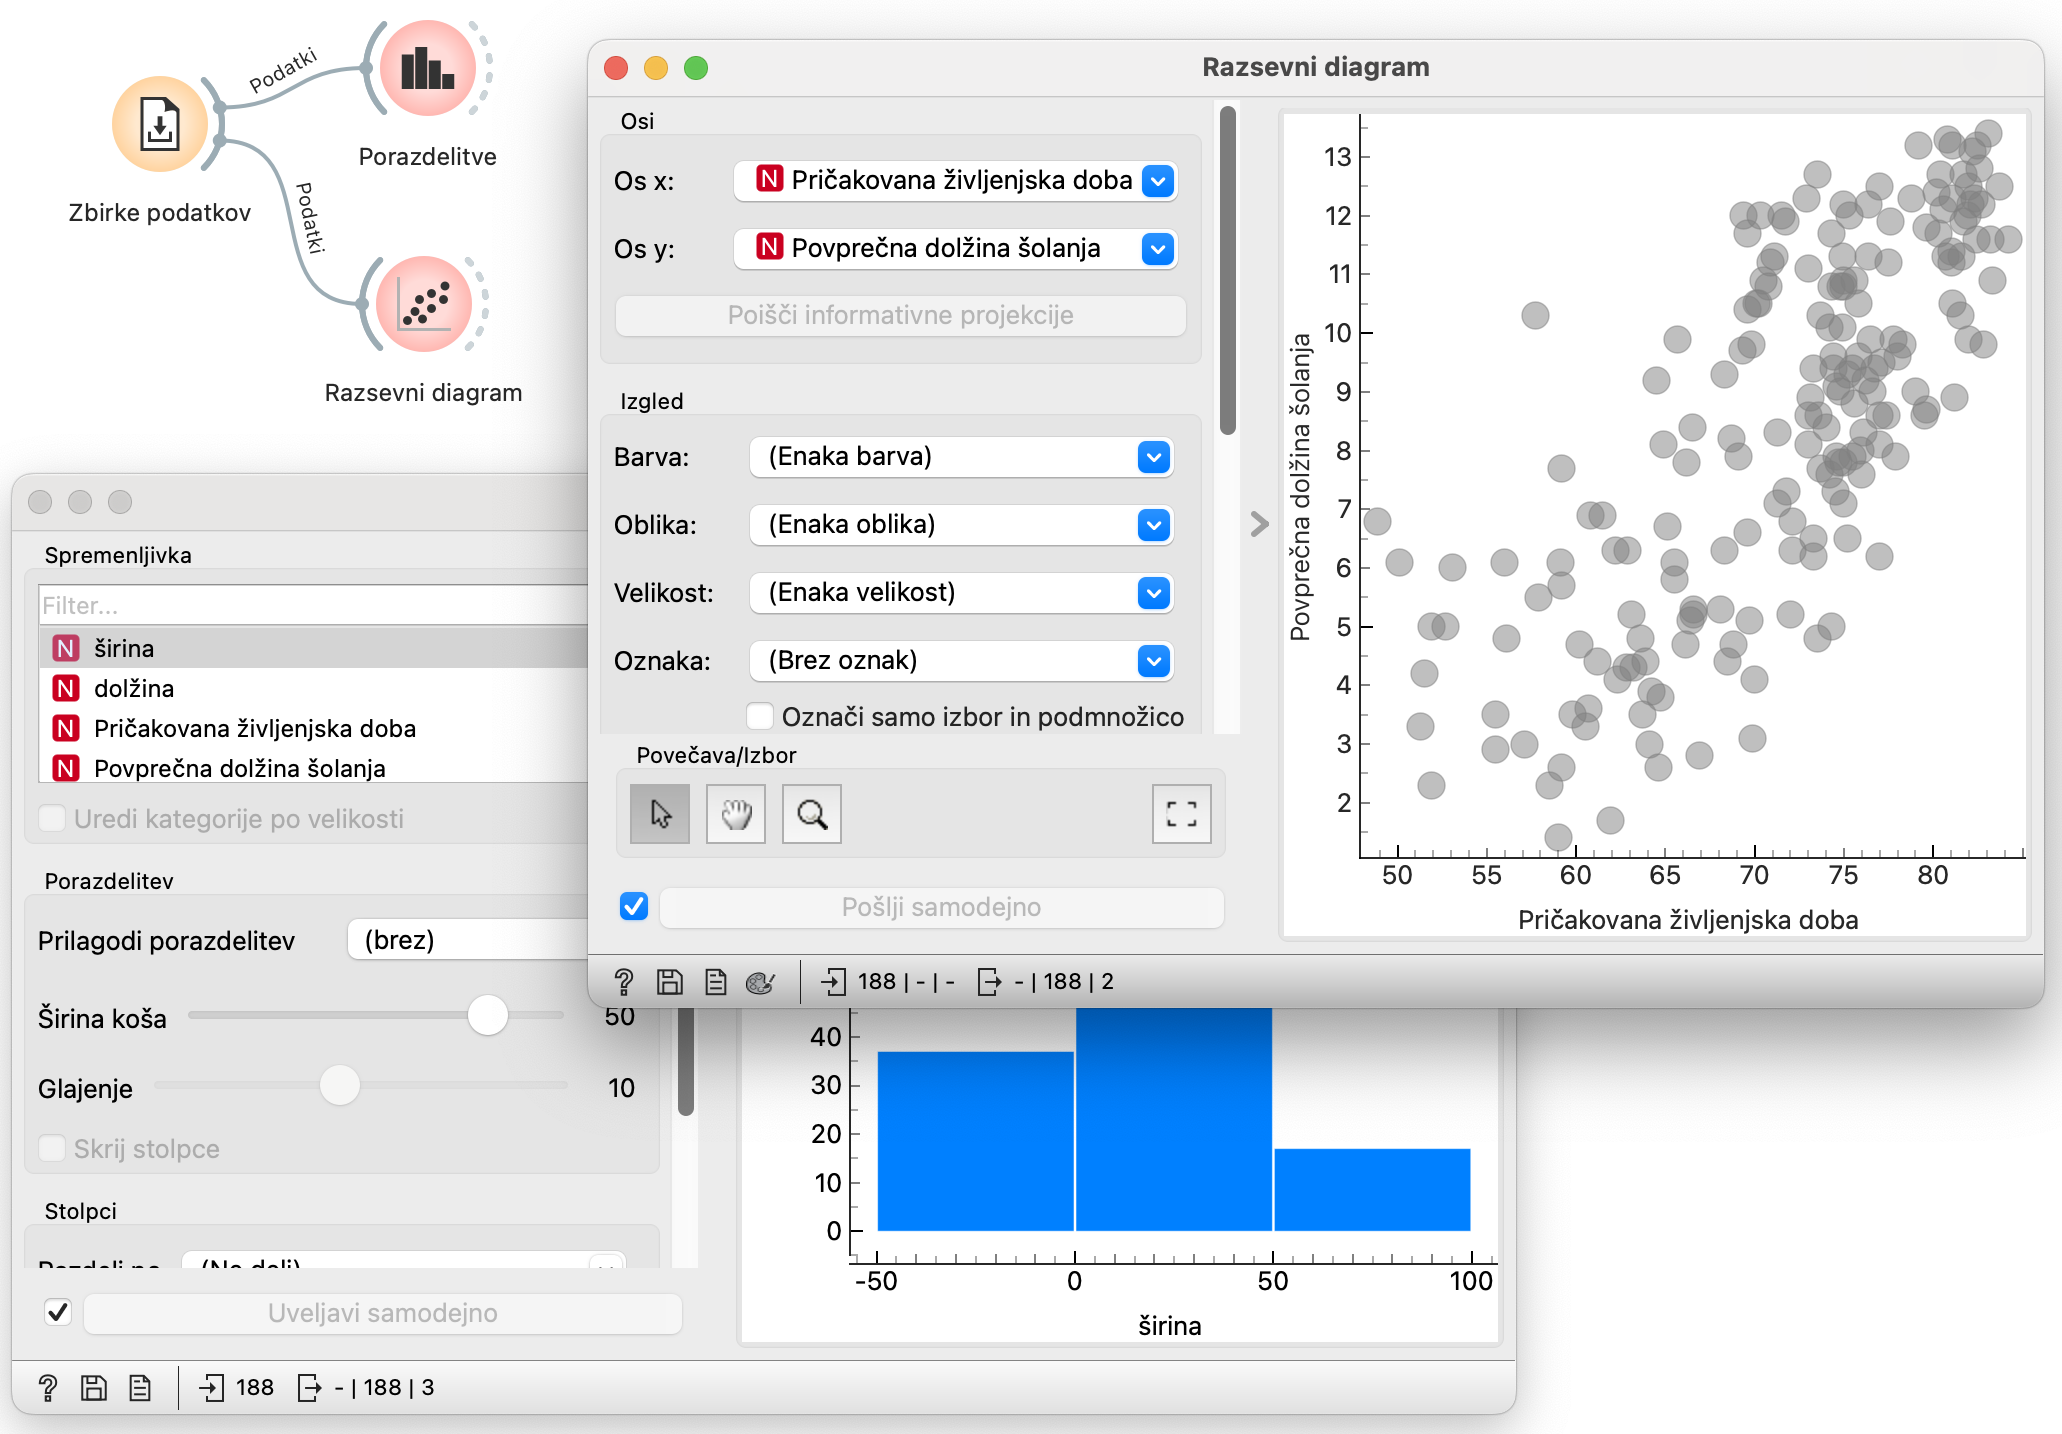 Podatki
Porazdelitve
Zbirke podatkov
Podatki
Razsevni diagram
Razsevni diagram
Osi
Os x: N Pričakovana življenjska doba
Os y: N Povprečna dolžina šolanja
Poišči informativne projekcije
Izgled
Barva: (Enaka barva)
Oblika: (Enaka oblika)
Velikost: (Enaka velikost)
Oznaka: (Brez oznak)
Označi samo izbor in podmnožico
Povečava/Izbor
Pošlji samodejno
188 | - | - - | 188 | 2
Povprečna dolžina šolanja
13
12
11
10
9
8
7
6
5
4
3
2
50 55 60 65 70 75 80
Pričakovana življenjska doba
Spremenljivka
Filter...
N širina
N dolžina
N Pričakovana življenjska doba
N Povprečna dolžina šolanja
Uredi kategorije po velikosti
Porazdelitev
Prilagodi porazdelitev (brez)
Širina koša 50
Glajenje 10
Skrij stolpce
Stolpci
Razdeli po (Ne deli)
Uveljavi samodejno
40
30
20
10
0
-50 0 50 100
širina
188 - | 188 | 3